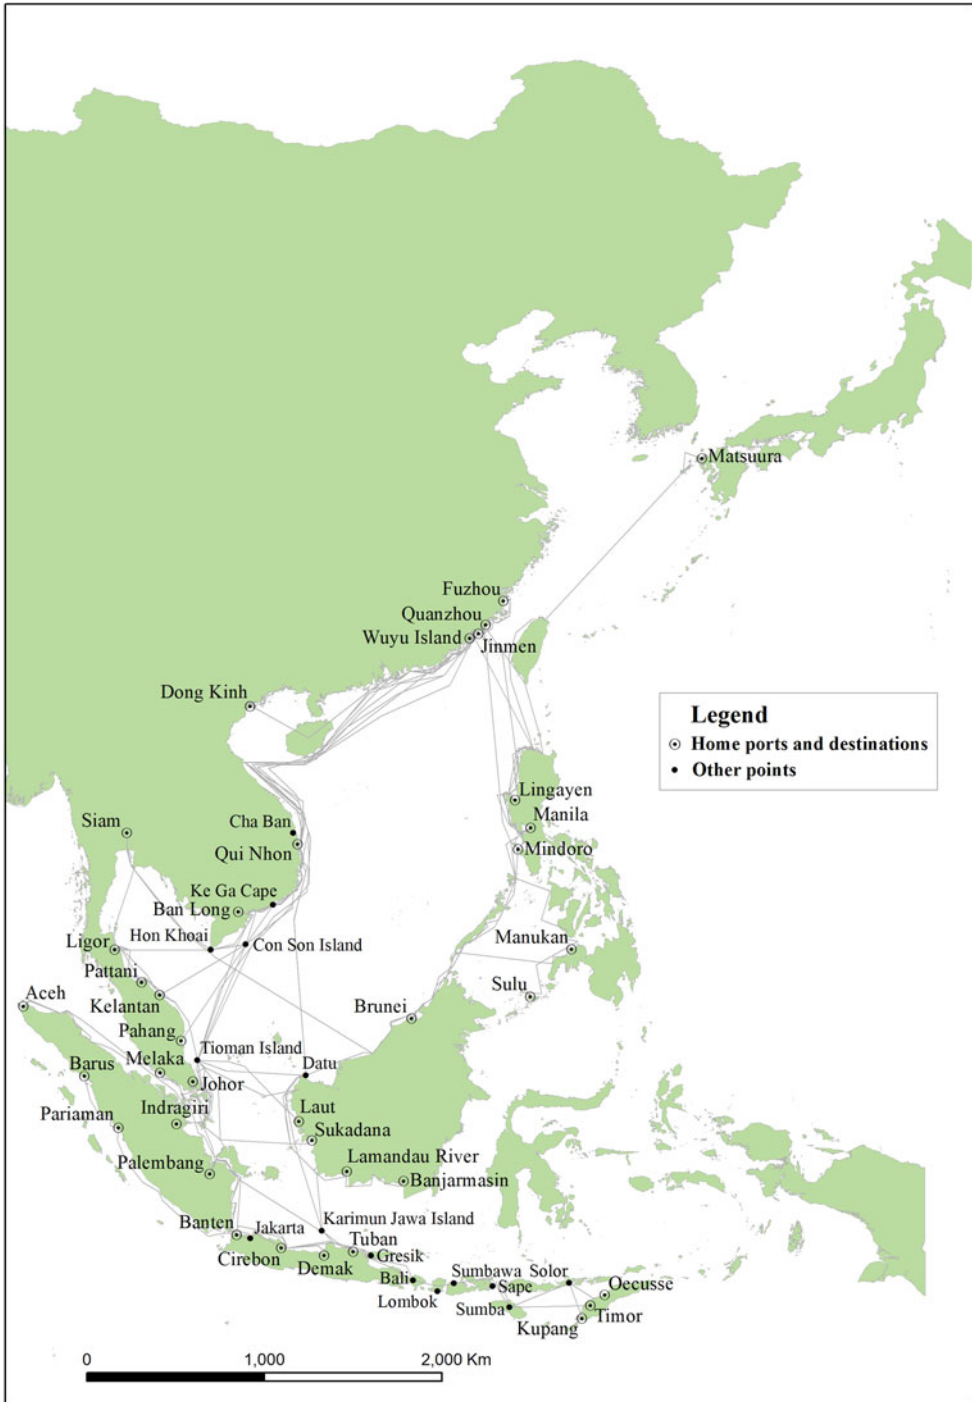 Matsuura
Fuzhou
Quanzhou
Wuyu Island
Jinmen
Dong Kinh
Legend
Home ports and destinations
Other points
Lingayen
Siam
Cha Ban
Manila
Qui Nhon
Mindoro
Ke Ga Cape
Ban Long
Hon Khoai
Con Son Island
Ligor
Manukan
Pattani
Aceh
Kelantan
Sulu
Brunei
Pahang
Tioman Island
Melaka
Barus
Datu
Johor
Indragiri
Pariaman
Laut
Sukadana
Palembang
Lamandau River
Banjarmasin
Banten
Jakarta
Karimun Jawa Island
Tuban
Cirebon
Demak
Gresik
Bali
Sumbawa
Solor
Sape
Oecusse
Lombok
Sumba
Kupang
Timor
0 1,000 2,000 Km